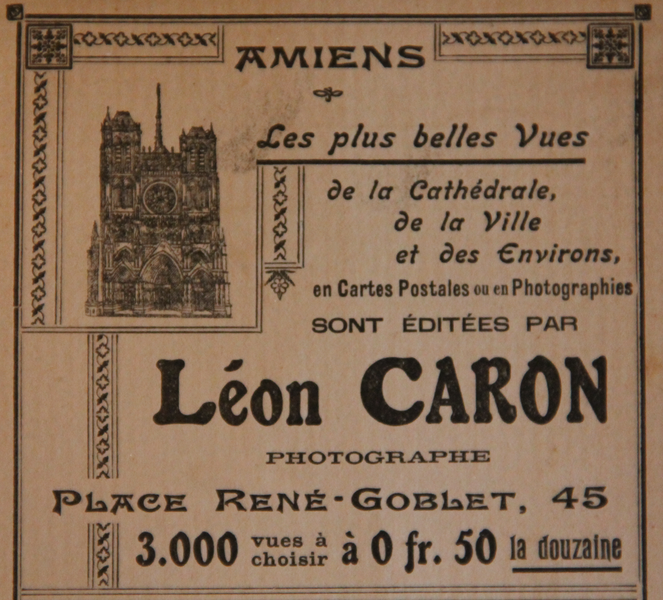 AMIENS
Les plus belles Vues
de la Cathédrale,
de la Ville
et des Environs,
en Cartes Postales ou en Photographies
SONT ÉDITÉES PAR
Léon CARON
PHOTOGRAPHE
PLACE RENÉ-GOBLET, 45
3.000 vues à choisir à 0 fr. 50 la douzaine